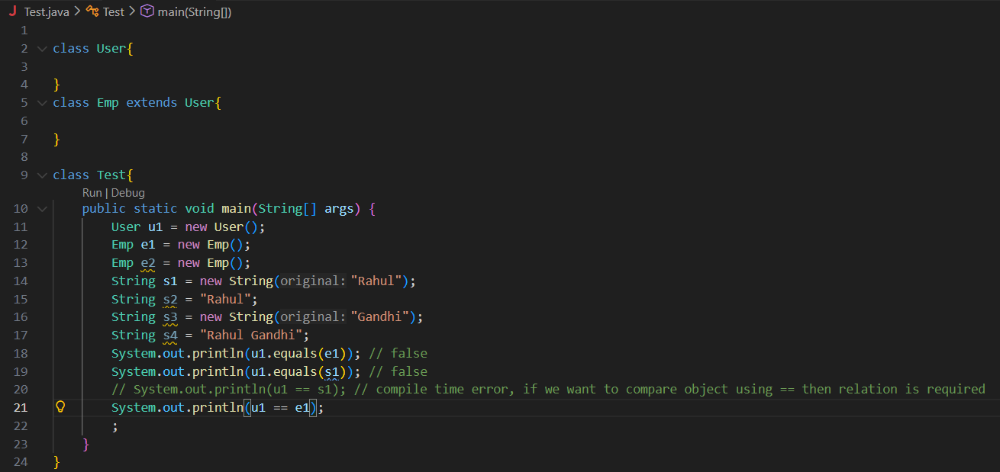 J Test.java > Test > main(String[])
1
2 class User{
3
4 }
5 class Emp extends User{
6
7 }
8
9 class Test{
Run | Debug
10 public static void main(String[] args) {
11 User u1 = new User();
12 Emp e1 = new Emp();
13 Emp e2 = new Emp();
14 String s1 = new String(original: "Rahul");
15 String s2 = "Rahul";
16 String s3 = new String(original: "Gandhi");
17 String s4 = "Rahul Gandhi";
18 System.out.println(u1.equals(e1)); // false
19 System.out.println(u1.equals(s1)); // false
20 // System.out.println(u1 == s1); // compile time error, if we want to compare object using == then relation is required
21 System.out.println(u1 == e1);
22 ;
23 }
24 }